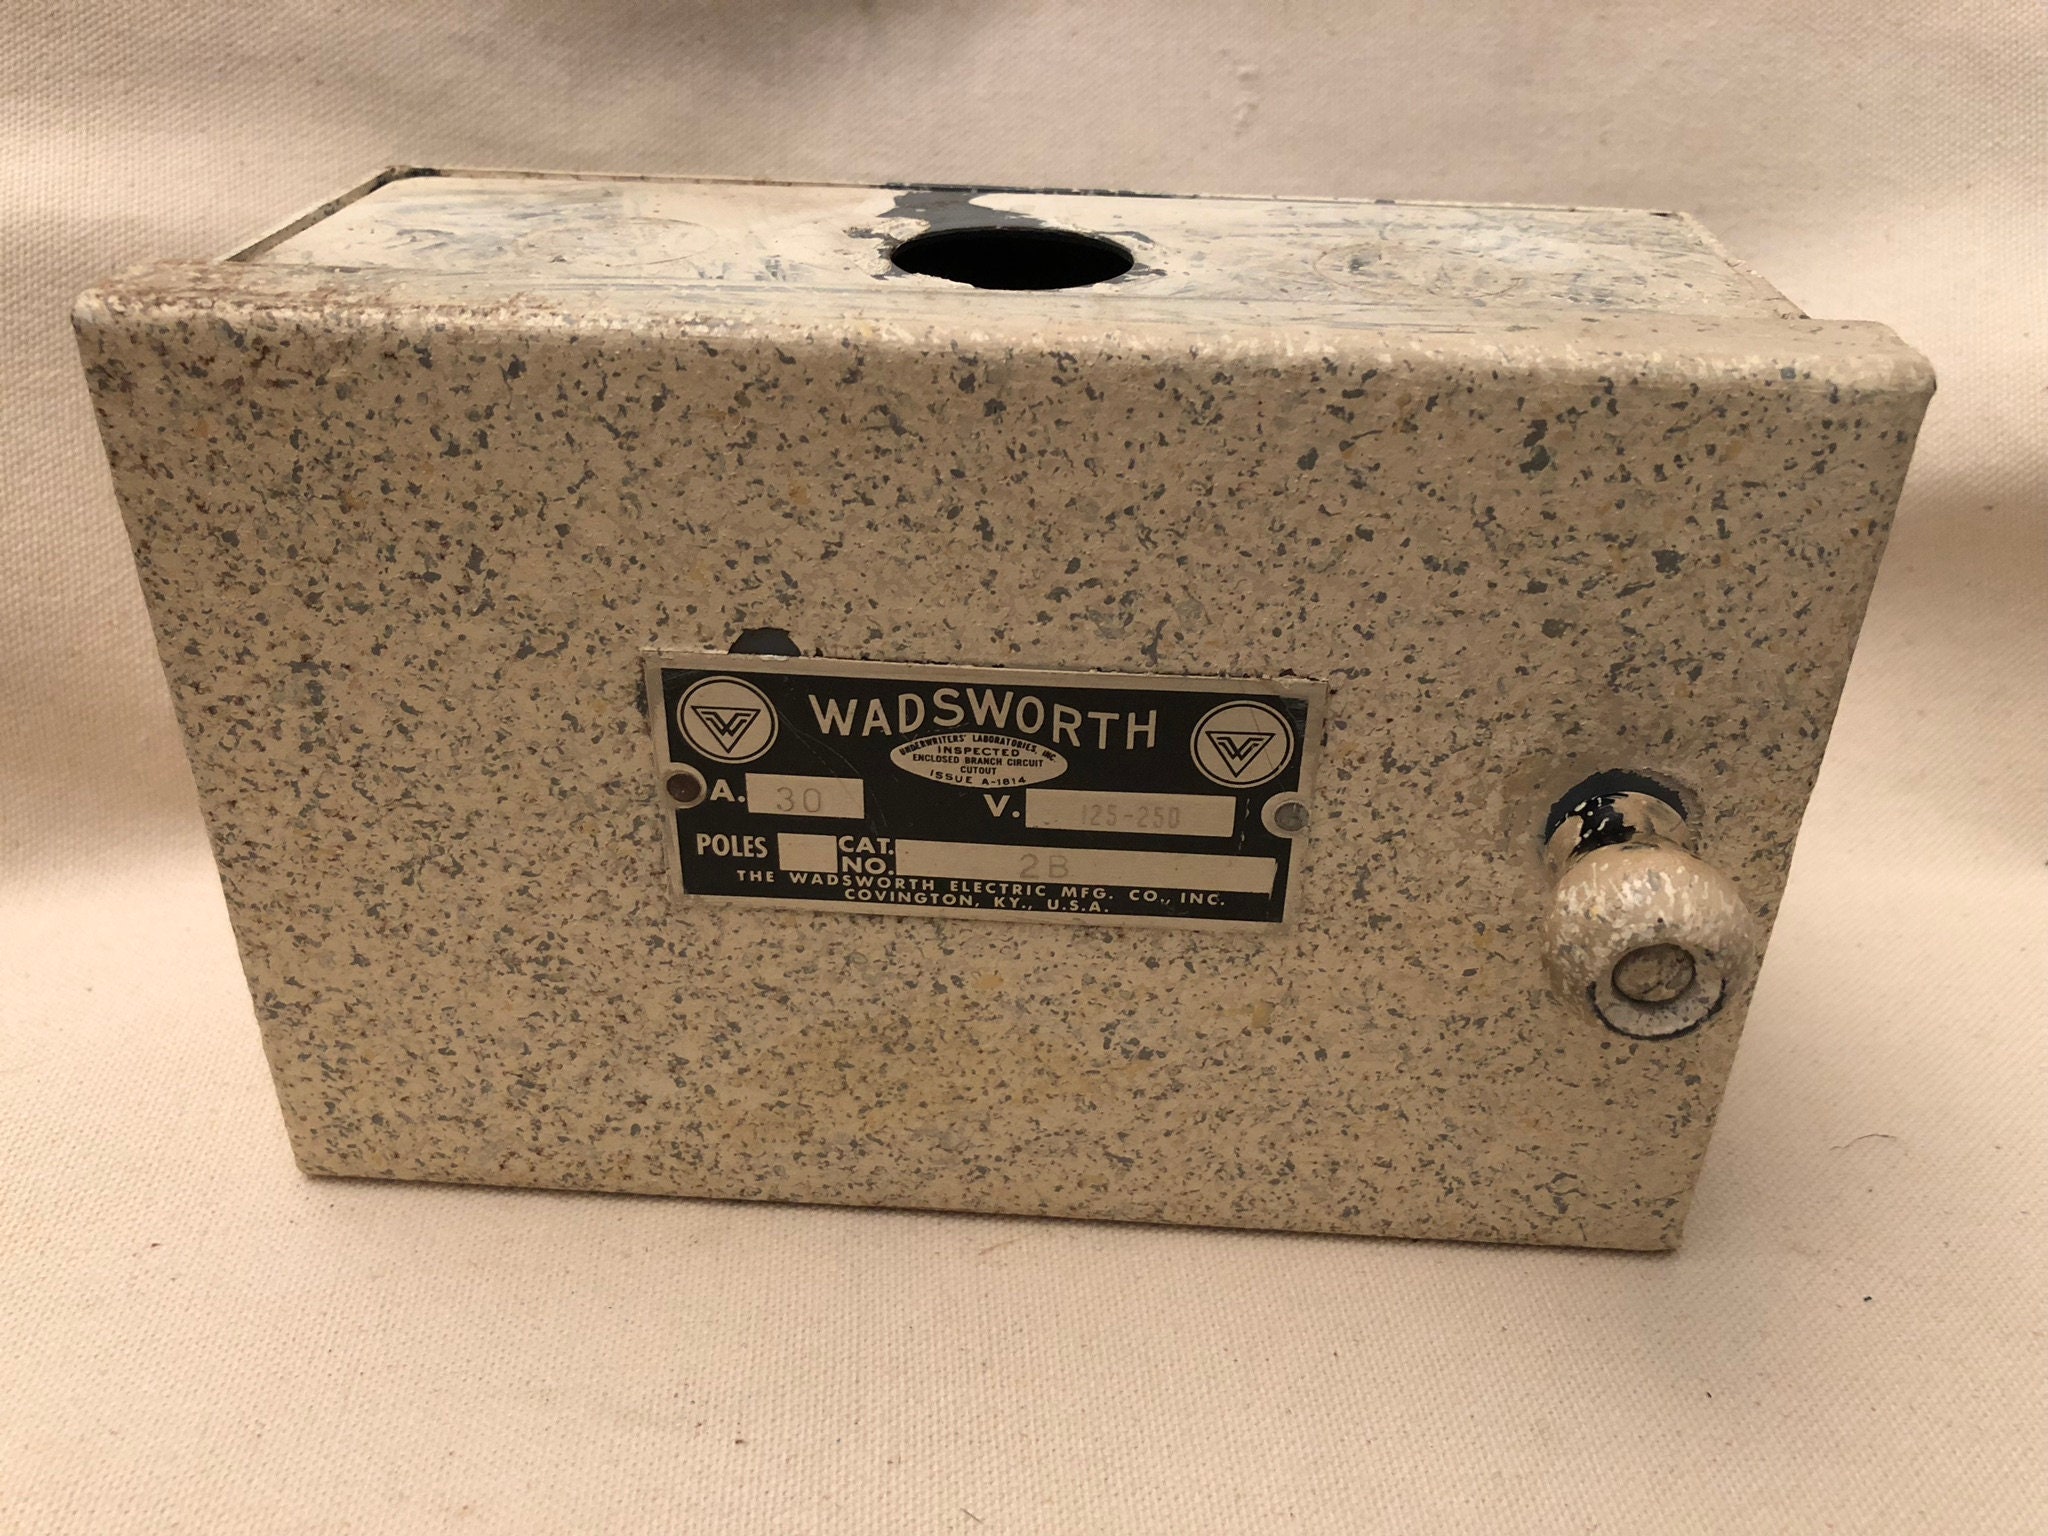 WADSWORTH
UNDERWRITERS' LABORATORIES, INC.
INSPECTED
ENCLOSED BRANCH CIRCUIT
CUTOUT
ISSUE A-1814
A. 30 V. 125-250
POLES CAT. NO. 2B
THE WADSWORTH ELECTRIC MFG. CO., INC.
COVINGTON, KY., U.S.A.